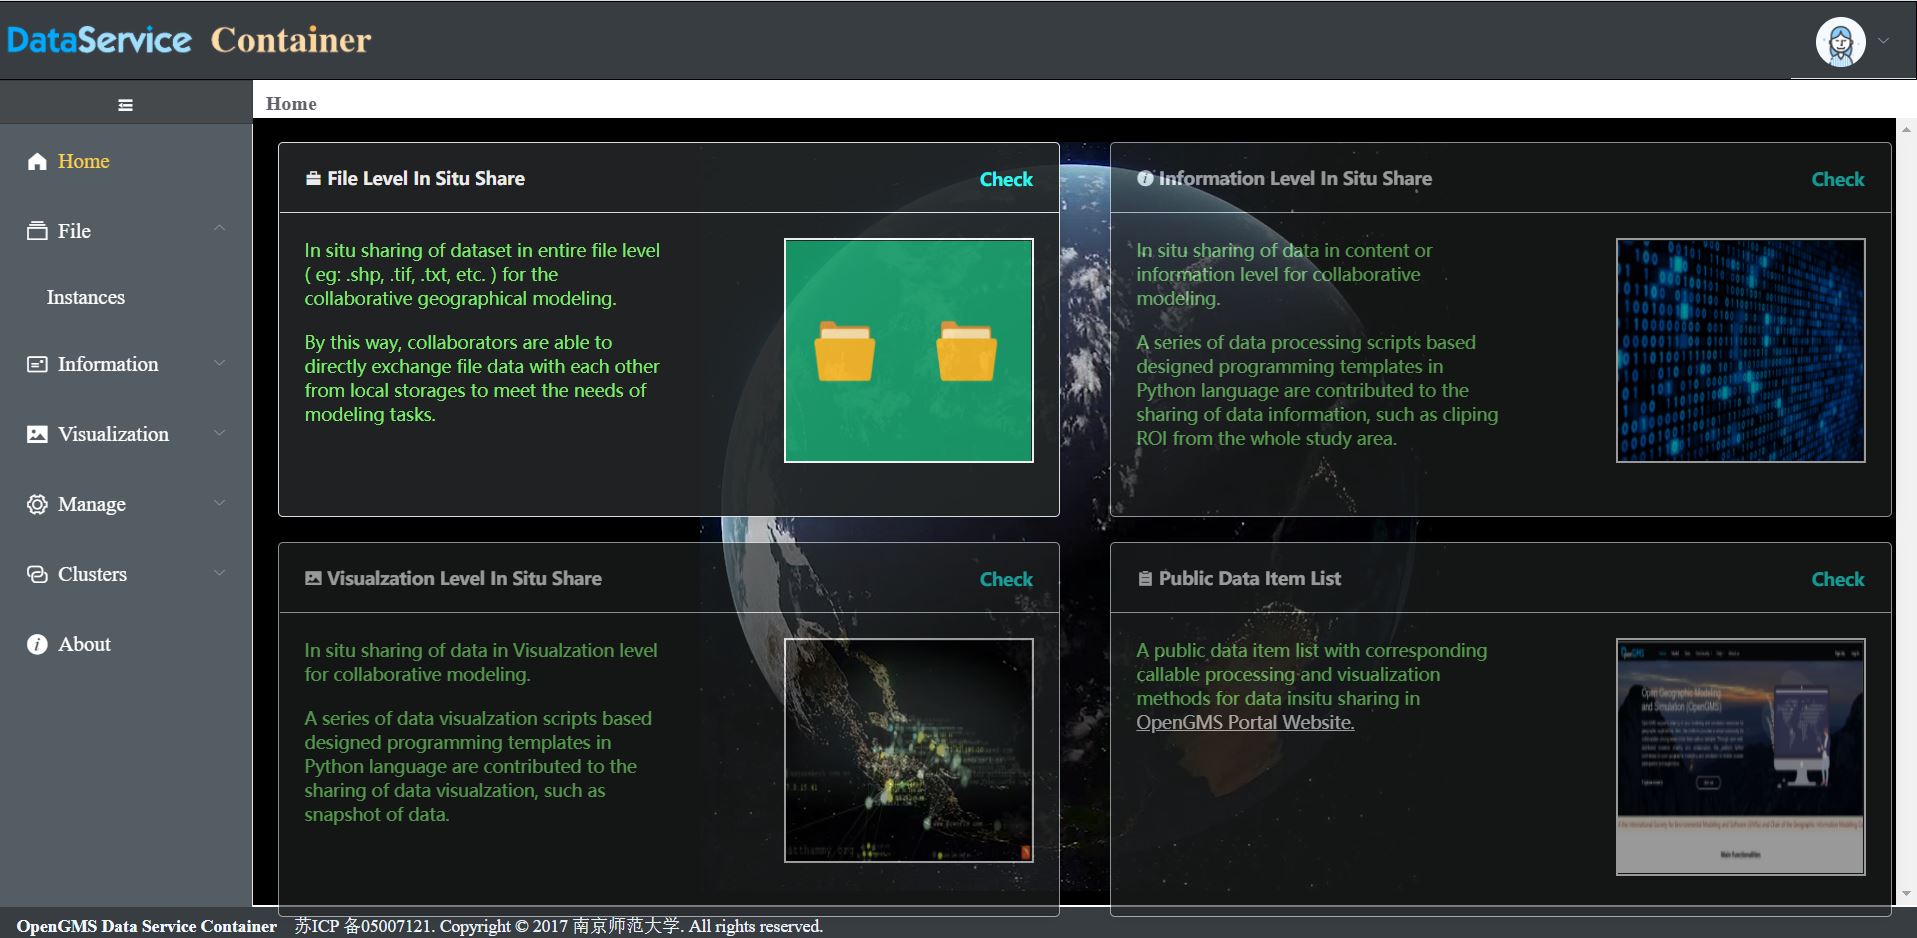 DataService Container
Home
Home
File
Instances
Information
Visualization
Manage
Clusters
About
File Level In Situ Share
Check
In situ sharing of dataset in entire file level
( eg: .shp, .tif, .txt, etc. ) for the
collaborative geographical modeling.
By this way, collaborators are able to
directly exchange file data with each other
from local storages to meet the needs of
modeling tasks.
Information Level In Situ Share
Check
In situ sharing of data in content or
information level for collaborative
modeling.
A series of data processing scripts based
designed programming templates in
Python language are contributed to the
sharing of data information, such as cliping
ROI from the whole study area.
Visualzation Level In Situ Share
Check
In situ sharing of data in Visualzation level
for collaborative modeling.
A series of data visualzation scripts based
designed programming templates in
Python language are contributed to the
sharing of data visualzation, such as
snapshot of data.
Public Data Item List
Check
A public data item list with corresponding
callable processing and visualization
methods for data insitu sharing in
OpenGMS Portal Website.
OpenGMS
Open Geographic Modeling
and Simulation (OpenGMS)
Main Functionalities
OpenGMS Data Service Container 苏ICP 备05007121. Copyright © 2017 南京师范大学. All rights reserved.